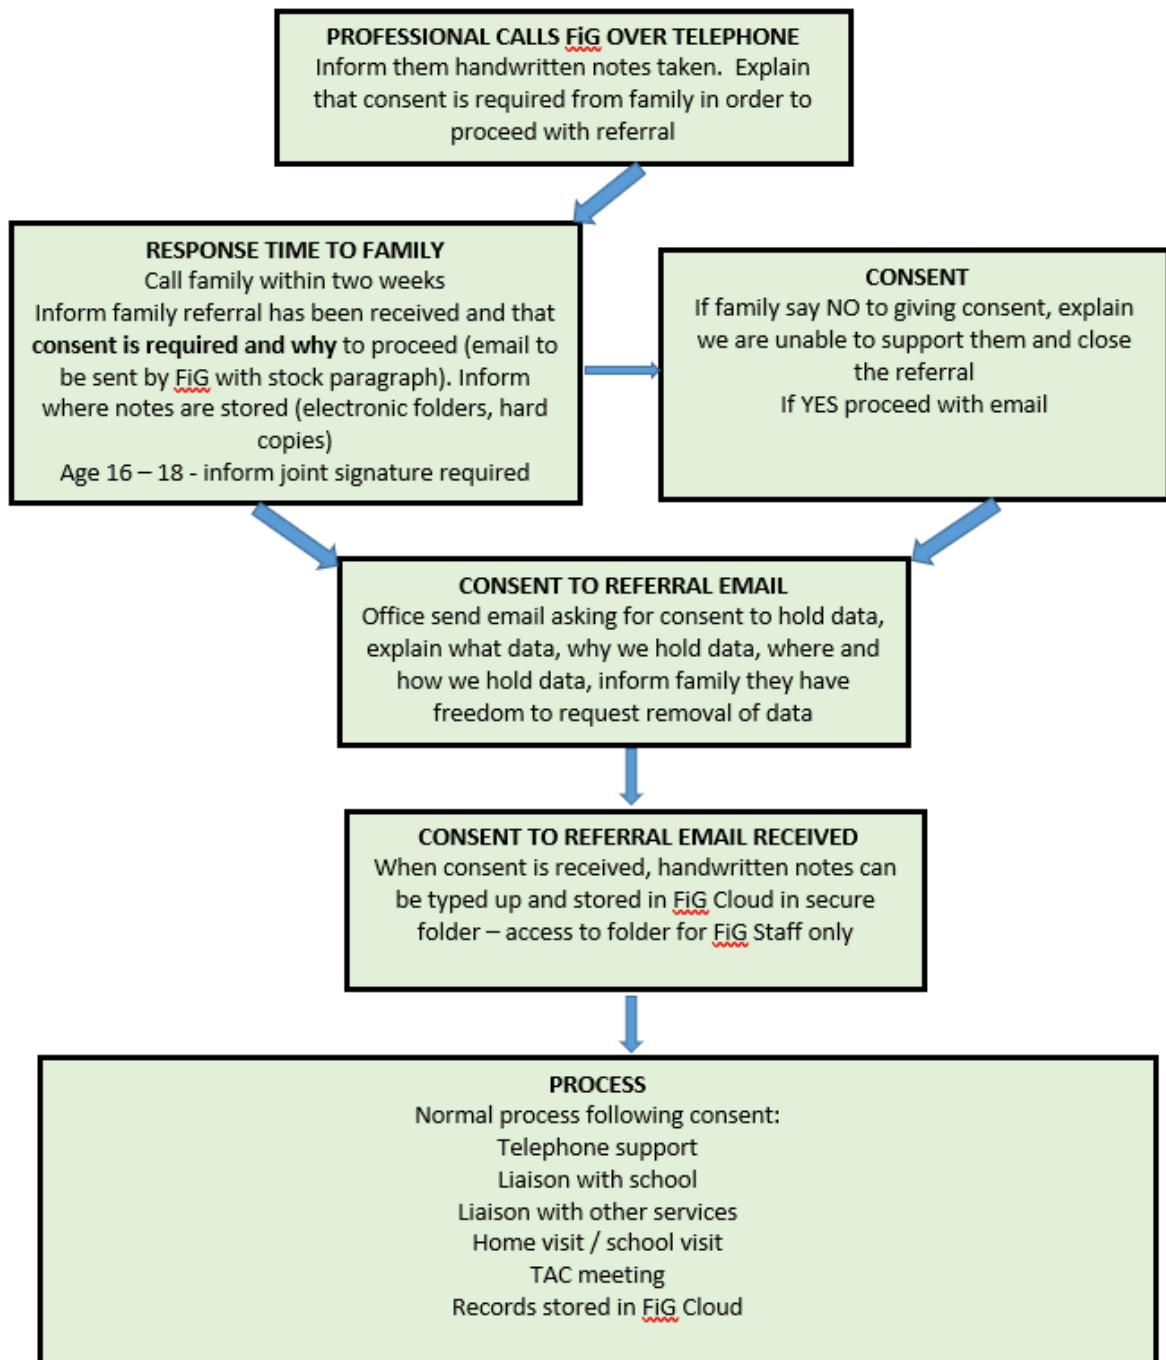 PROFESSIONAL CALLS FiG OVER TELEPHONE
Inform them handwritten notes taken.  Explain
that consent is required from family in order to
proceed with referral
RESPONSE TIME TO FAMILY
Call family within two weeks
Inform family referral has been received and that
consent is required and why to proceed (email to
be sent by FiG with stock paragraph). Inform
where notes are stored (electronic folders, hard
copies)
Age 16 – 18 - inform joint signature required
CONSENT
If family say NO to giving consent, explain
we are unable to support them and close
the referral
If YES proceed with email
CONSENT TO REFERRAL EMAIL
Office send email asking for consent to hold data,
explain what data, why we hold data, where and
how we hold data, inform family they have
freedom to request removal of data
CONSENT TO REFERRAL EMAIL RECEIVED
When consent is received, handwritten notes can
be typed up and stored in FiG Cloud in secure
folder – access to folder for FiG Staff only
PROCESS
Normal process following consent:
Telephone support
Liaison with school
Liaison with other services
Home visit / school visit
TAC meeting
Records stored in FiG Cloud